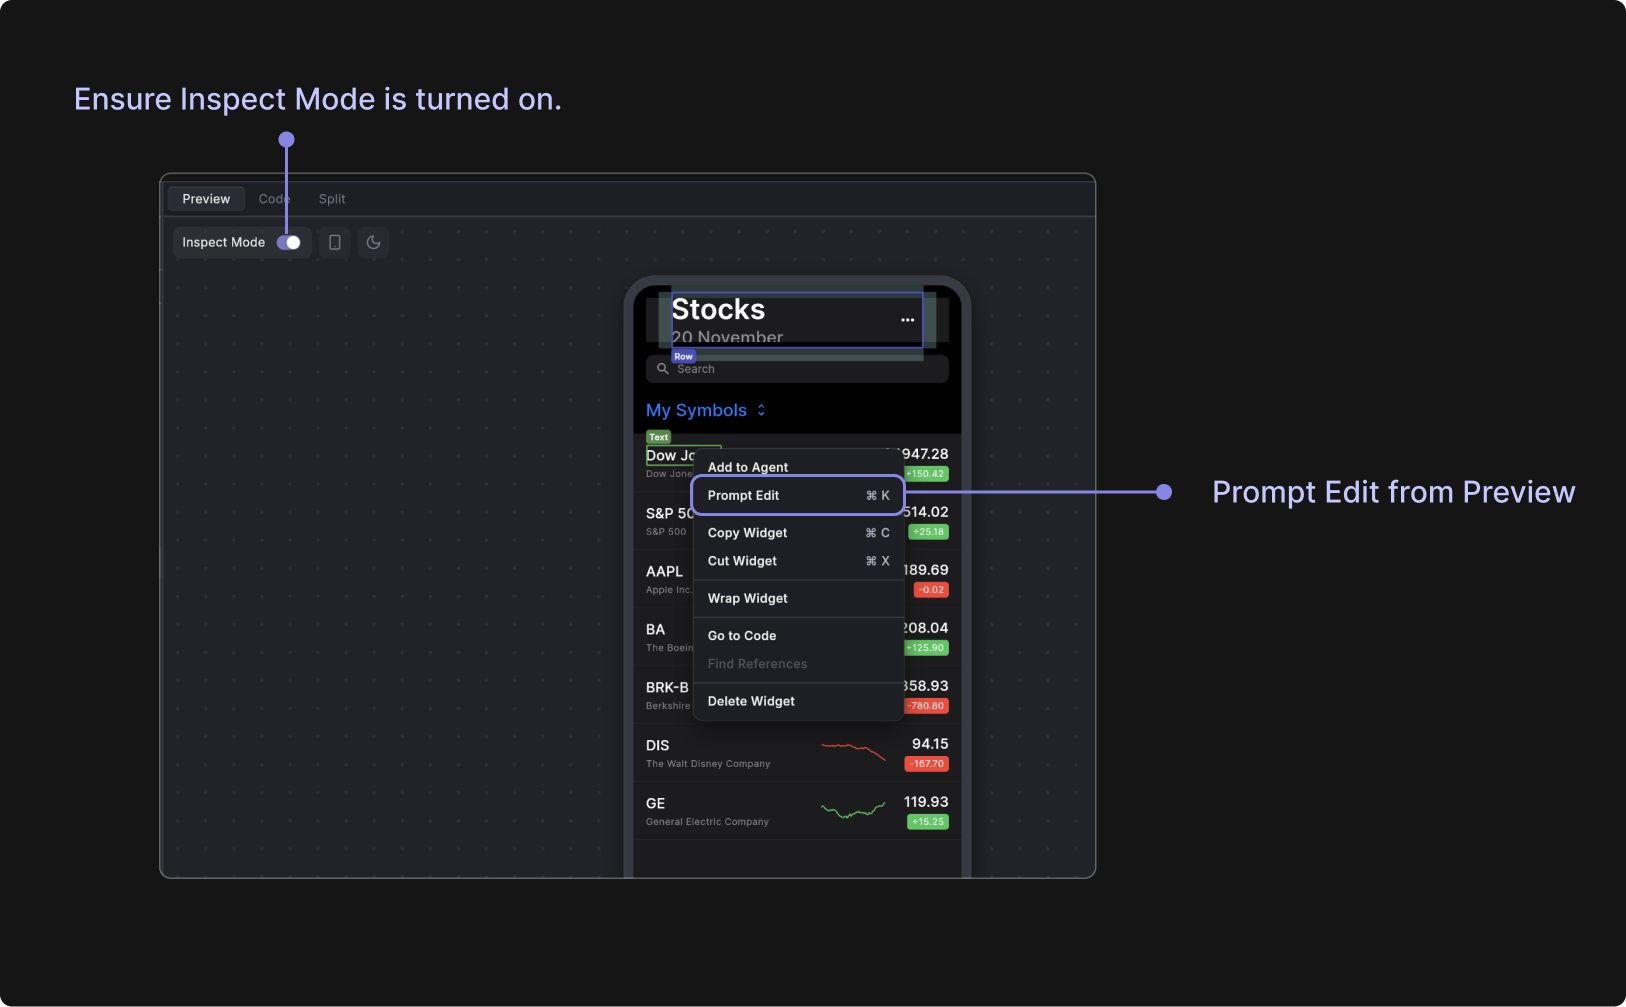 Ensure Inspect Mode is turned on.
Preview Code Split
Inspect Mode
Stocks
20 November
Row
Search
My Symbols
Text
Dow Jo 947.28
Dow Jone +150.42
Add to Agent
Prompt Edit ⌘ K
Prompt Edit from Preview
S&P 50 514.02
S&P 500 +25.18
Copy Widget ⌘ C
Cut Widget ⌘ X
AAPL 189.69
Apple Inc. -0.02
Wrap Widget
BA 208.04
The Boein +125.90
Go to Code
Find References
BRK-B 358.93
Berkshire -780.80
Delete Widget
DIS 94.15
The Walt Disney Company -167.70
GE 119.93
General Electric Company +15.25